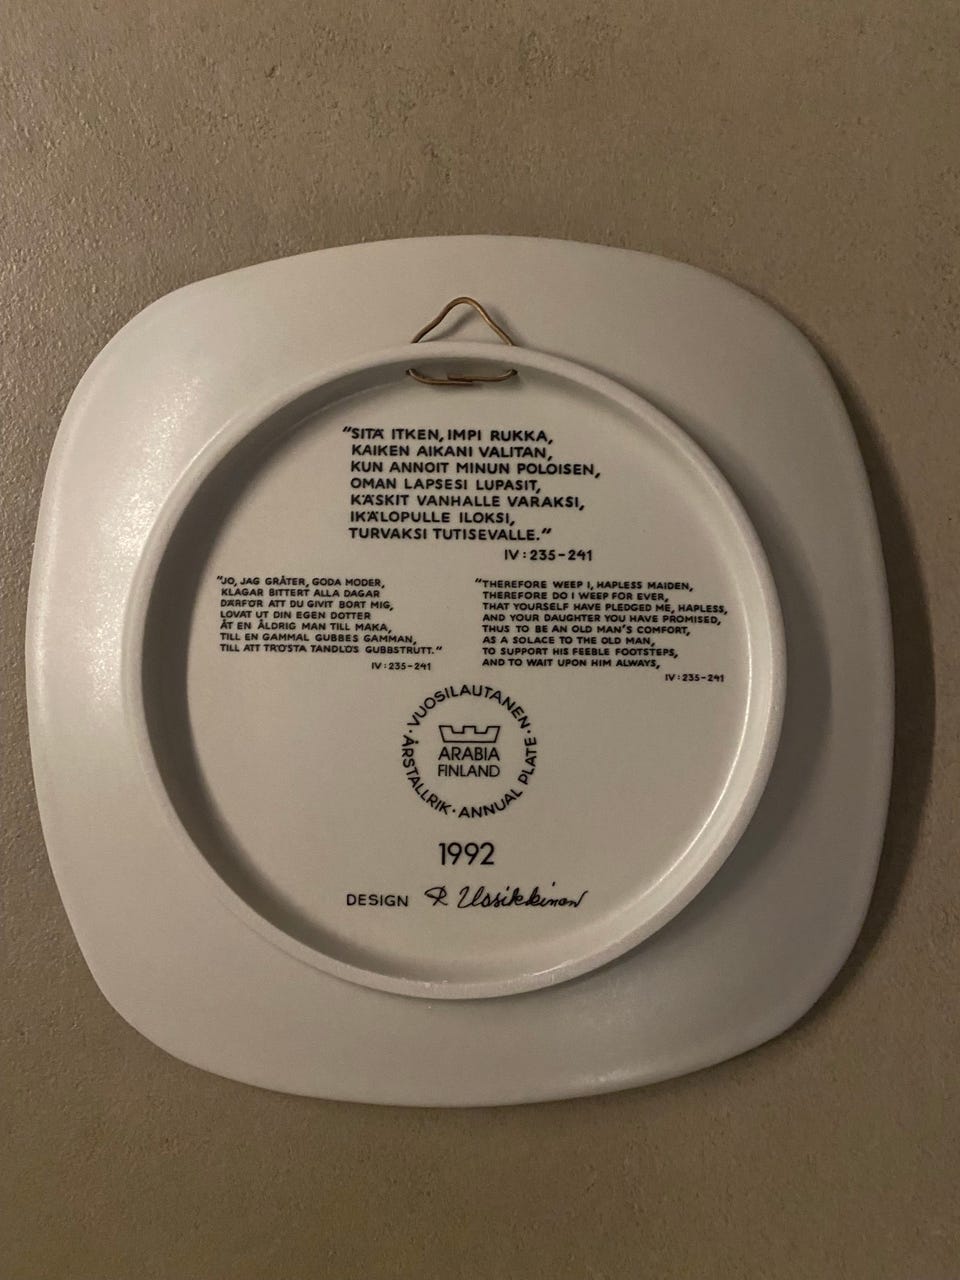 "SITÄ ITKEN, IMPI RUKKA,
KAIKEN AIKANI VALITAN,
KUN ANNOIT MINUN POLOISEN,
OMAN LAPSESI LUPASIT,
KÄSKIT VANHALLE VARAKSI,
IKÄLOPULLE ILOKSI,
TURVAKSI TUTISEVALLE."
IV : 235-241
"JO, JAG GRÅTER, GODA MODER,
KLAGAR BITTERT ALLA DAGAR
DÄRFÖR ATT DU GIVIT BORT MIG,
LOVAT UT DIN EGEN DOTTER
ÅT EN ÅLDRIG MAN TILL MAKA,
TILL EN GAMMAL GUBBES GAMMAN,
TILL ATT TRÖSTA TANDLÖS GUBBSTRUTT."
IV : 235-241
"THEREFORE WEEP I, HAPLESS MAIDEN,
THEREFORE DO I WEEP FOR EVER,
THAT YOURSELF HAVE PLEDGED ME, HAPLESS,
AND YOUR DAUGHTER YOU HAVE PROMISED,
THUS TO BE AN OLD MAN'S COMFORT,
AS A SOLACE TO THE OLD MAN,
TO SUPPORT HIS FEEBLE FOOTSTEPS,
AND TO WAIT UPON HIM ALWAYS,
IV : 235-241
· VUOSILAUTANEN · ANNUAL PLATE · ÅRSTALLRIK
ARABIA
FINLAND
1992
DESIGN R Uosikkinen